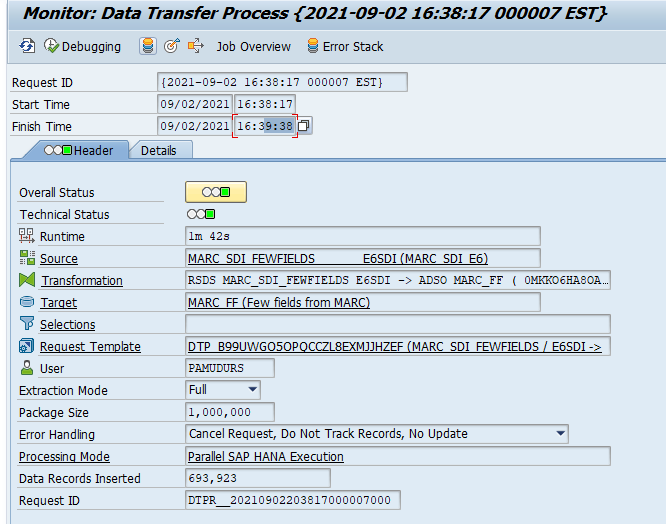 Monitor: Data Transfer Process {2021-09-02 16:38:17 000007 EST}
Debugging Job Overview Error Stack
Request ID {2021-09-02 16:38:17 000007 EST}
Start Time 09/02/2021 16:38:17
Finish Time 09/02/2021 16:39:38
Header Details
Overall Status
Technical Status
Runtime 1m 42s
Source MARC_SDI_FEWFIELDS E6SDI (MARC_SDI_E6)
Transformation RSDS MARC_SDI_FEWFIELDS E6SDI -> ADSO MARC_FF ( 0MKKO6HA8OA...
Target MARC_FF (Few fields from MARC)
Selections
Request Template DTP_B99UWGO5OPQCCZL8EXMJJHZEF (MARC_SDI_FEWFIELDS / E6SDI ->
User PAMUDURS
Extraction Mode Full
Package Size 1,000,000
Error Handling Cancel Request, Do Not Track Records, No Update
Processing Mode Parallel SAP HANA Execution
Data Records Inserted 693,923
Request ID DTPR__20210902203817000007000